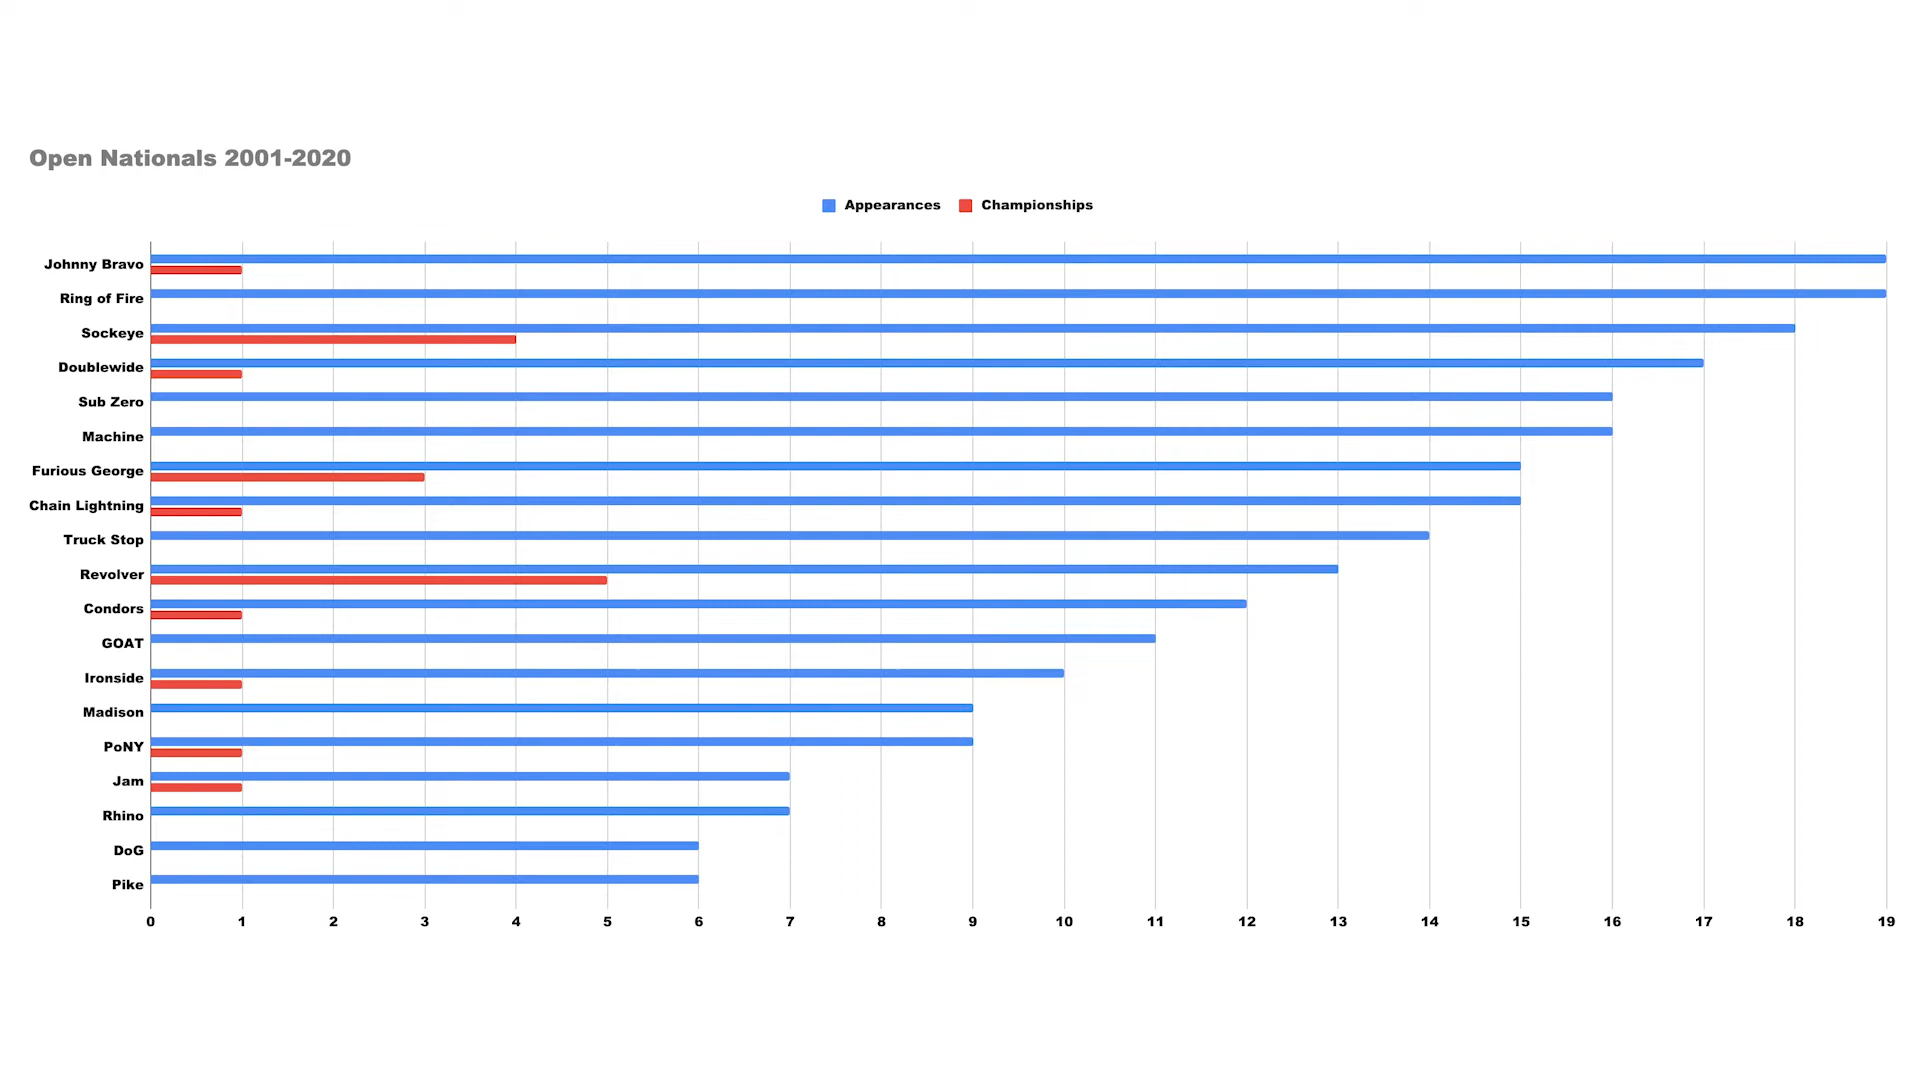 Open Nationals 2001-2020
Appearances Championships
Johnny Bravo
Ring of Fire
Sockeye
Doublewide
Sub Zero
Machine
Furious George
Chain Lightning
Truck Stop
Revolver
Condors
GOAT
Ironside
Madison
PoNY
Jam
Rhino
DoG
Pike
0 1 2 3 4 5 6 7 8 9 10 11 12 13 14 15 16 17 18 19